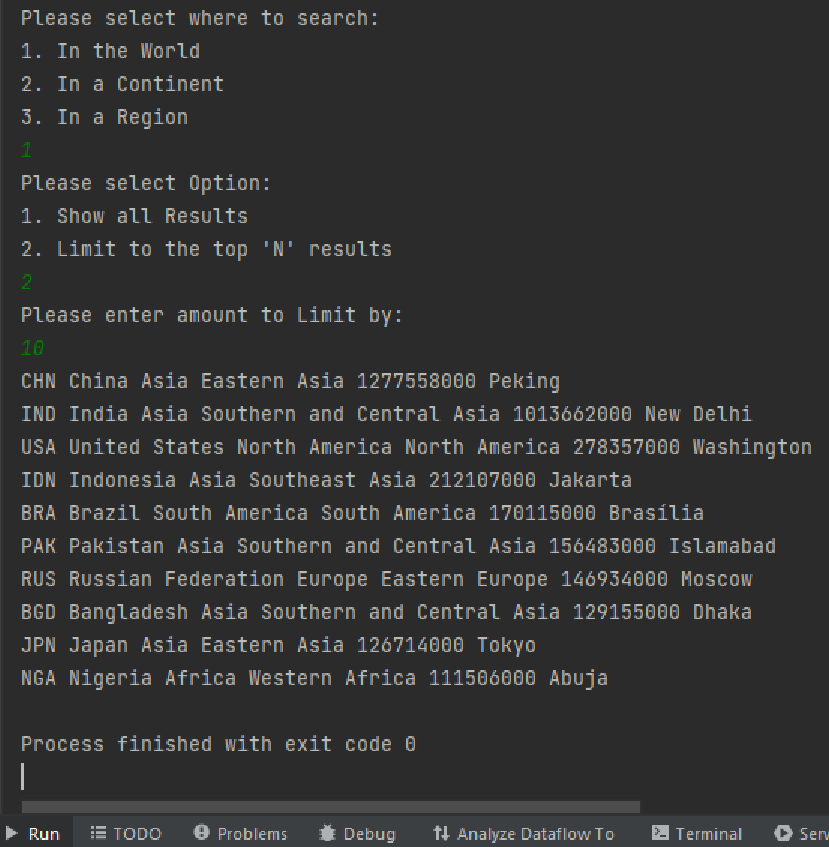 Please select where to search:
1. In the World
2. In a Continent
3. In a Region
1
Please select Option:
1. Show all Results
2. Limit to the top 'N' results
2
Please enter amount to Limit by:
10
CHN China Asia Eastern Asia 1277558000 Peking
IND India Asia Southern and Central Asia 1013662000 New Delhi
USA United States North America North America 278357000 Washington
IDN Indonesia Asia Southeast Asia 212107000 Jakarta
BRA Brazil South America South America 170115000 Brasília
PAK Pakistan Asia Southern and Central Asia 156483000 Islamabad
RUS Russian Federation Europe Eastern Europe 146934000 Moscow
BGD Bangladesh Asia Southern and Central Asia 129155000 Dhaka
JPN Japan Asia Eastern Asia 126714000 Tokyo
NGA Nigeria Africa Western Africa 111506000 Abuja
Process finished with exit code 0
Run TODO Problems Debug Analyze Dataflow To Terminal Serv